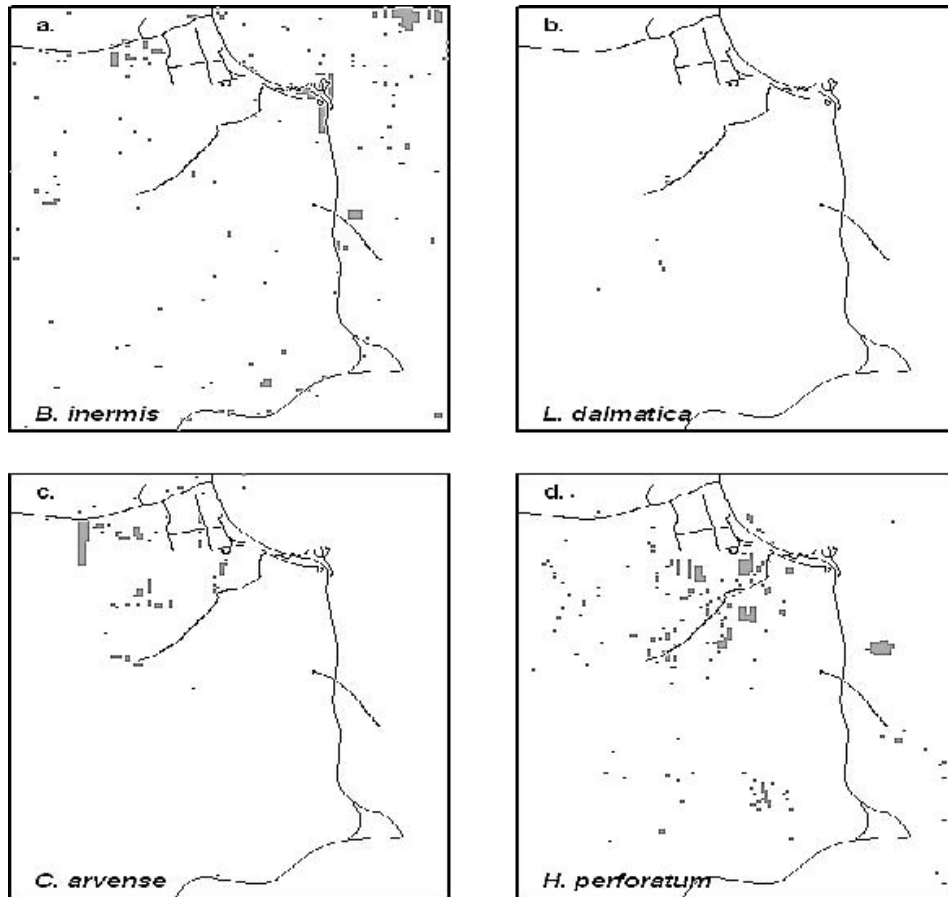 a.
B. inermis
b.
L. dalmatica
c.
C. arvense
d.
H. perforatum